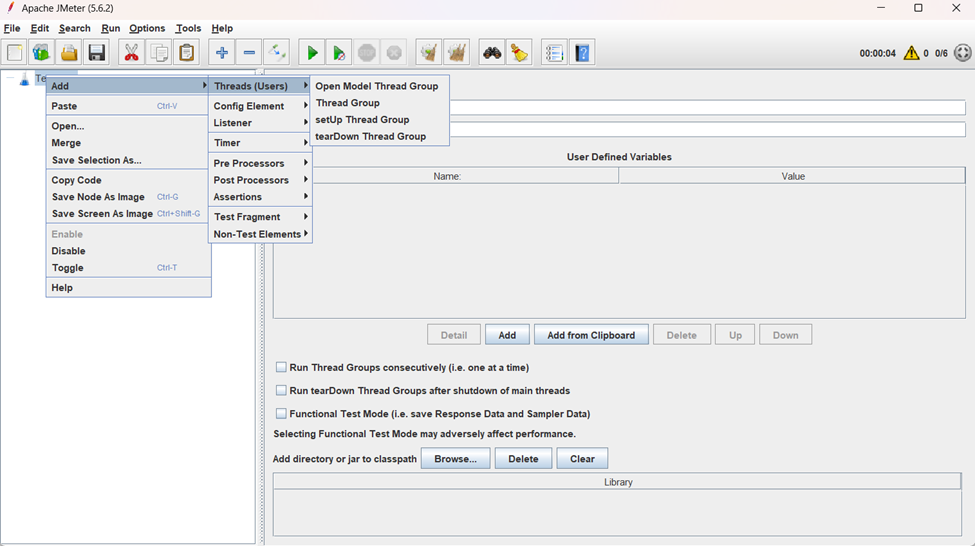 Apache JMeter (5.6.2)
File Edit Search Run Options Tools Help
00:00:04 0 0/6
Te
Add
Paste Ctrl-V
Open...
Merge
Save Selection As...
Copy Code
Save Node As Image Ctrl-G
Save Screen As Image Ctrl+Shift-G
Enable
Disable
Toggle Ctrl-T
Help
Threads (Users)
Config Element
Listener
Timer
Pre Processors
Post Processors
Assertions
Test Fragment
Non-Test Elements
Open Model Thread Group
Thread Group
setUp Thread Group
tearDown Thread Group
User Defined Variables
Name: Value
Detail Add Add from Clipboard Delete Up Down
Run Thread Groups consecutively (i.e. one at a time)
Run tearDown Thread Groups after shutdown of main threads
Functional Test Mode (i.e. save Response Data and Sampler Data)
Selecting Functional Test Mode may adversely affect performance.
Add directory or jar to classpath Browse... Delete Clear
Library